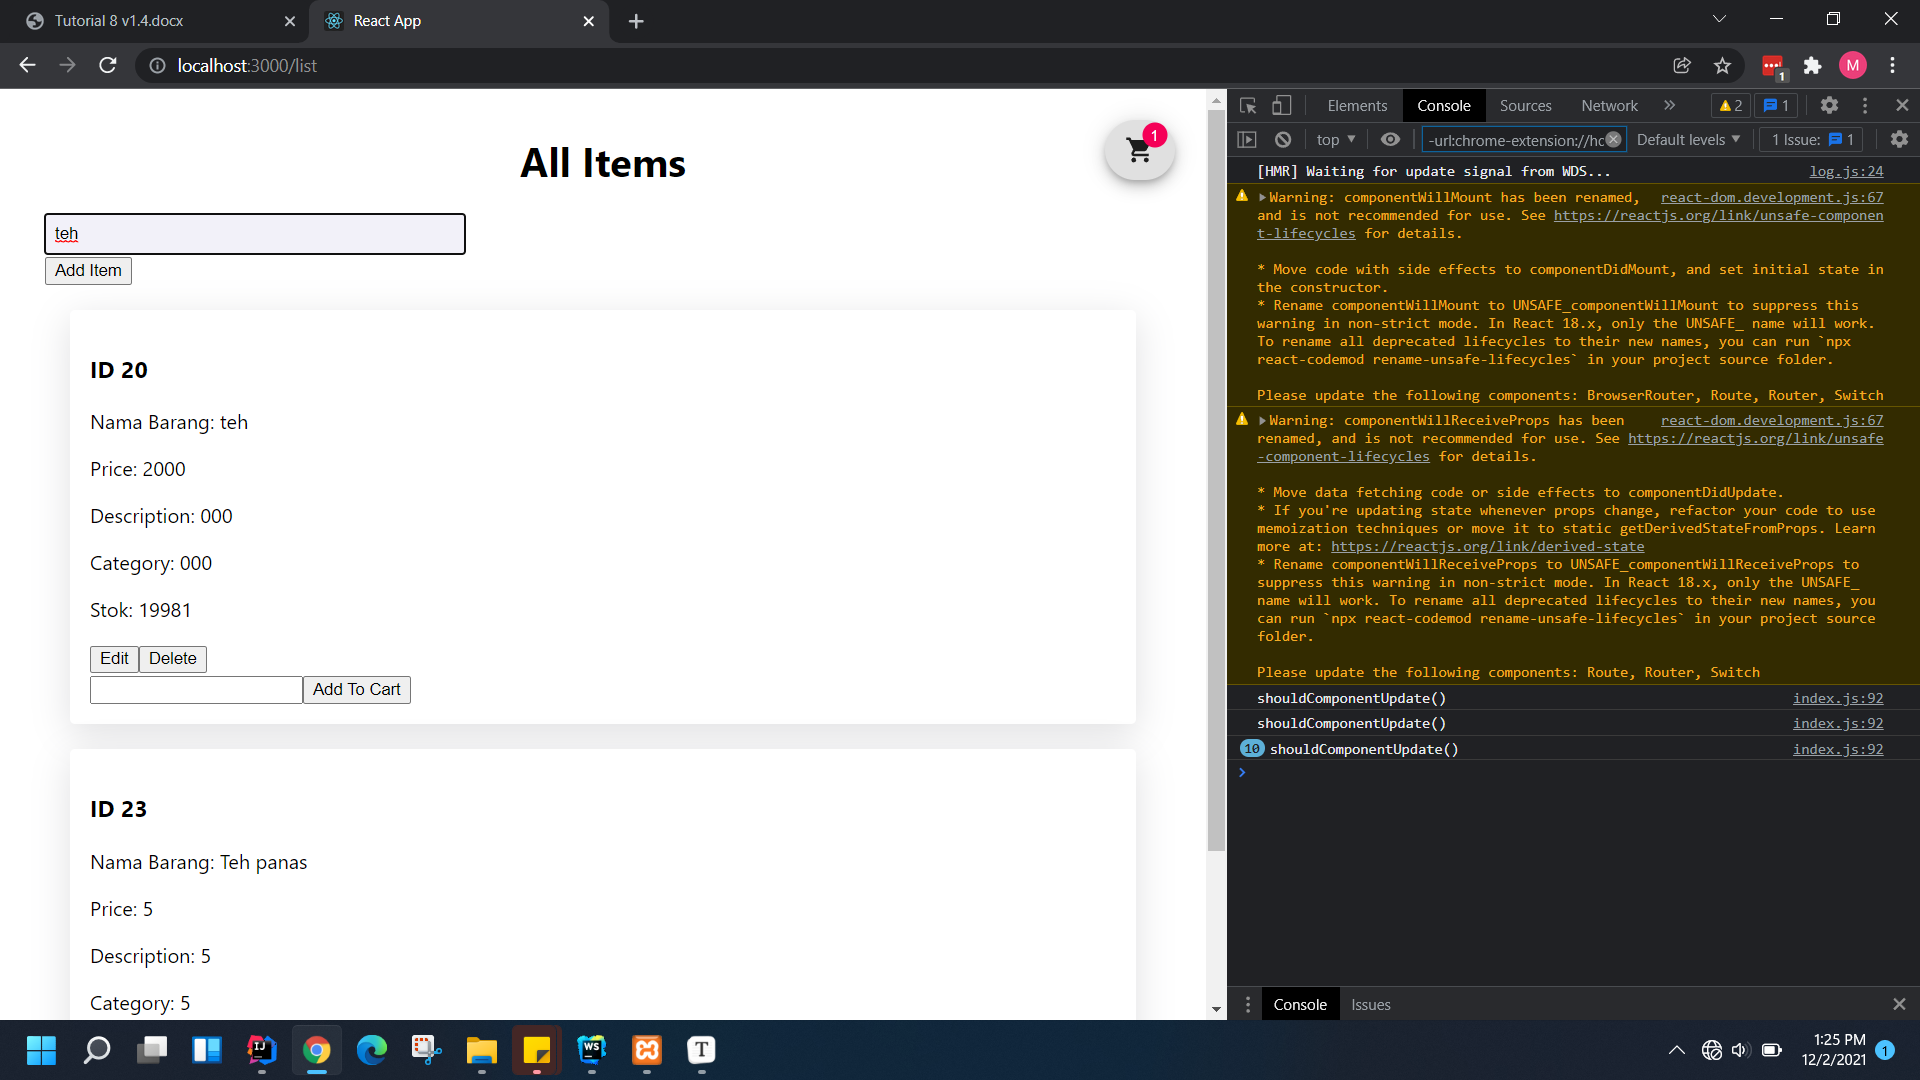 Tutorial 8 v1.4.docx
React App
localhost:3000/list
1
M
All Items
1
teh
Add Item
ID 20
Nama Barang: teh
Price: 2000
Description: 000
Category: 000
Stok: 19981
Edit Delete
Add To Cart
ID 23
Nama Barang: Teh panas
Price: 5
Description: 5
Category: 5
Elements Console Sources Network 2 1
top -url:chrome-extension://hc Default levels 1 Issue: 1
[HMR] Waiting for update signal from WDS... log.js:24
Warning: componentWillMount has been renamed, react-dom.development.js:67
and is not recommended for use. See https://reactjs.org/link/unsafe-componen
t-lifecycles for details.
* Move code with side effects to componentDidMount, and set initial state in
the constructor.
* Rename componentWillMount to UNSAFE_componentWillMount to suppress this
warning in non-strict mode. In React 18.x, only the UNSAFE_ name will work.
To rename all deprecated lifecycles to their new names, you can run `npx
react-codemod rename-unsafe-lifecycles` in your project source folder.
Please update the following components: BrowserRouter, Route, Router, Switch
Warning: componentWillReceiveProps has been react-dom.development.js:67
renamed, and is not recommended for use. See https://reactjs.org/link/unsafe
-component-lifecycles for details.
* Move data fetching code or side effects to componentDidUpdate.
* If you're updating state whenever props change, refactor your code to use
memoization techniques or move it to static getDerivedStateFromProps. Learn
more at: https://reactjs.org/link/derived-state
* Rename componentWillReceiveProps to UNSAFE_componentWillReceiveProps to
suppress this warning in non-strict mode. In React 18.x, only the UNSAFE_
name will work. To rename all deprecated lifecycles to their new names, you
can run `npx react-codemod rename-unsafe-lifecycles` in your project source
folder.
Please update the following components: Route, Router, Switch
shouldComponentUpdate() index.js:92
shouldComponentUpdate() index.js:92
10 shouldComponentUpdate() index.js:92
Console Issues
IJ
WS
T
1:25 PM
12/2/2021
1